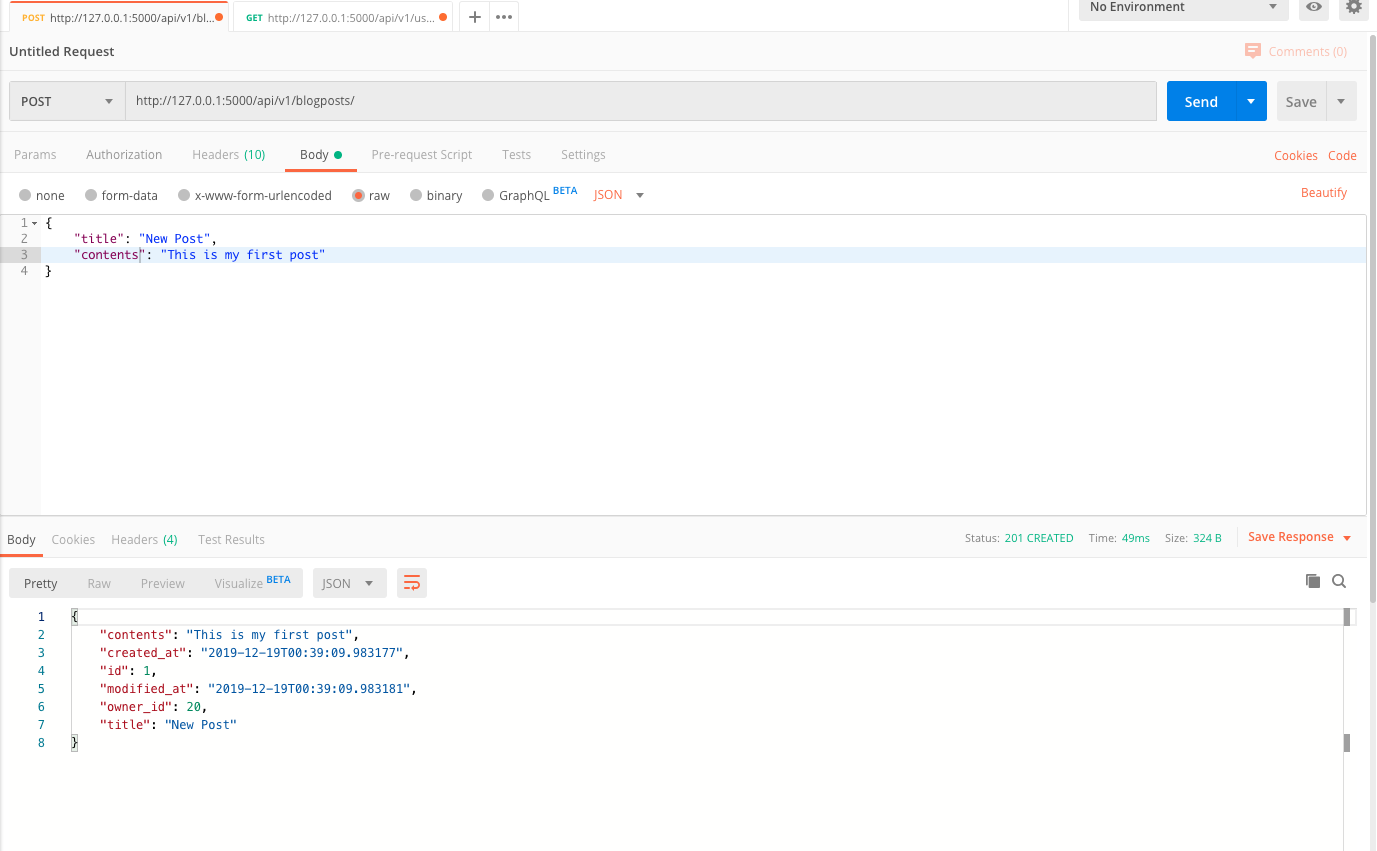 POST http://127.0.0.1:5000/api/v1/bl... GET http://127.0.0.1:5000/api/v1/us... No Environment
Untitled Request Comments (0)
POST http://127.0.0.1:5000/api/v1/blogposts/ Send Save
Params Authorization Headers (10) Body Pre-request Script Tests Settings Cookies Code
none form-data x-www-form-urlencoded raw binary GraphQL BETA JSON Beautify
1 {
2 "title": "New Post",
3 "contents": "This is my first post"
4 }
Body Cookies Headers (4) Test Results Status: 201 CREATED Time: 49ms Size: 324 B Save Response
Pretty Raw Preview Visualize BETA JSON
1 {
2 "contents": "This is my first post",
3 "created_at": "2019-12-19T00:39:09.983177",
4 "id": 1,
5 "modified_at": "2019-12-19T00:39:09.983181",
6 "owner_id": 20,
7 "title": "New Post"
8 }